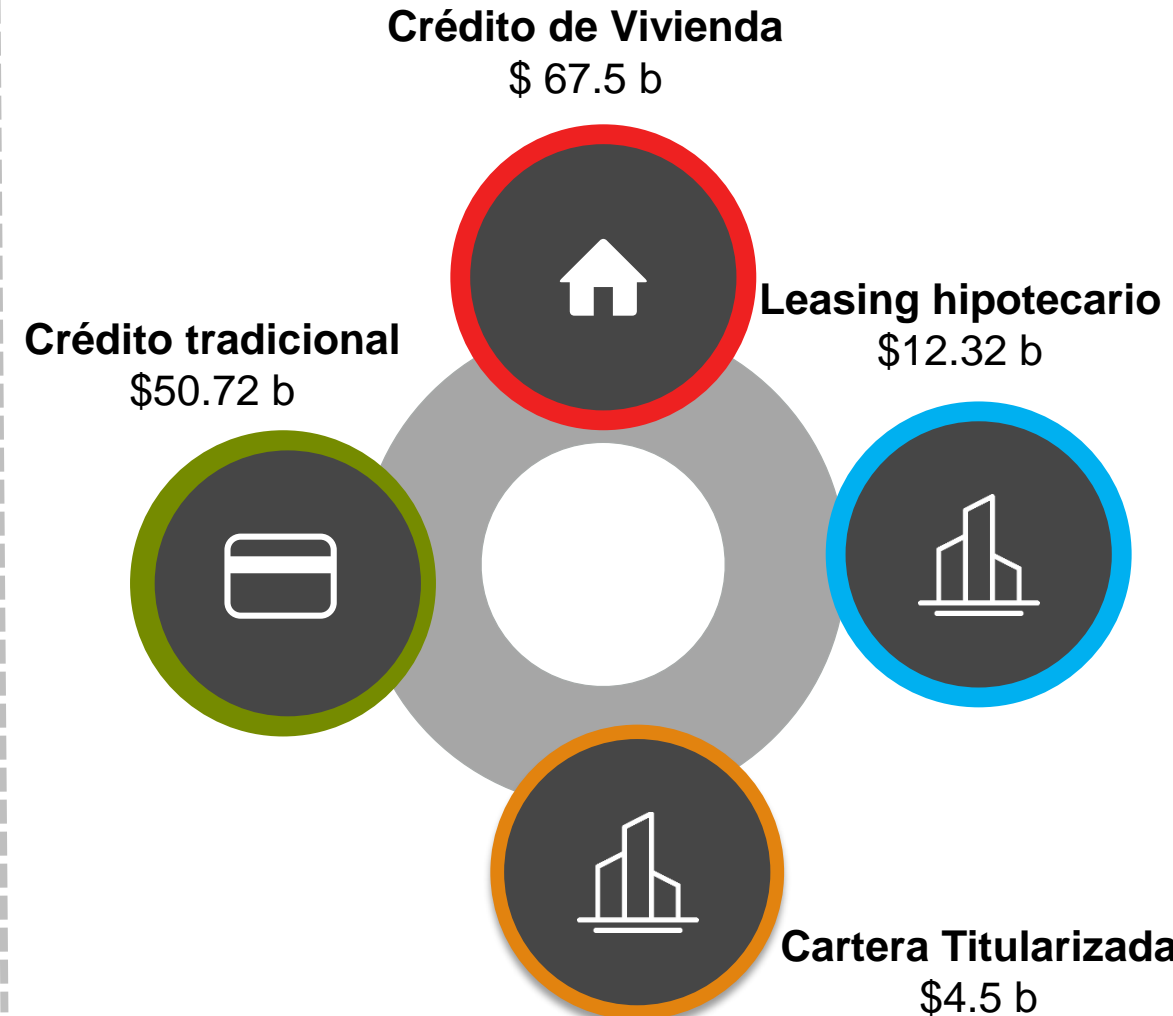 Crédito de Vivienda
$ 67.5 b
Leasing hipotecario
$12.32 b
Crédito tradicional
$50.72 b
Cartera Titularizada
$4.5 b